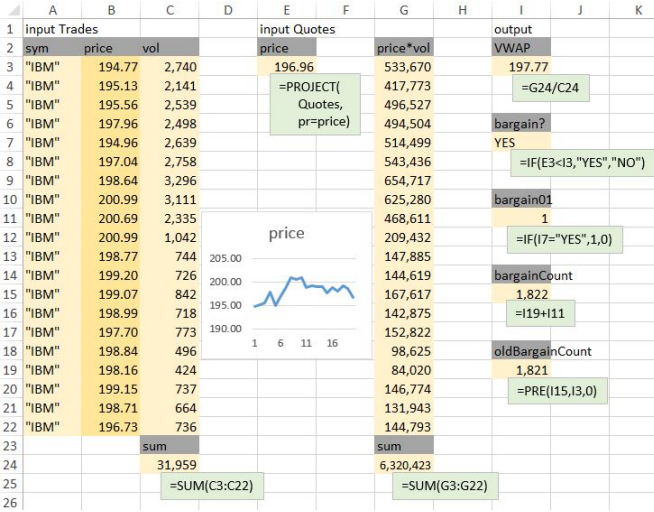 A B C D E F G H I J K
1 input Trades input Quotes output
2 sym price vol price price*vol VWAP
3 "IBM" 194.77 2,740 196.96 533,670 197.77
4 "IBM" 195.13 2,141 =PROJECT( 417,773 =G24/C24
5 "IBM" 195.56 2,539 Quotes, 496,527
6 "IBM" 197.96 2,498 pr=price) 494,504 bargain?
7 "IBM" 194.96 2,639 514,499 YES
8 "IBM" 197.04 2,758 543,436 =IF(E3<I3,"YES","NO")
9 "IBM" 198.64 3,296 654,717
10 "IBM" 200.99 3,111 625,280 bargain01
11 "IBM" 200.69 2,335 468,611 1
12 "IBM" 200.99 1,042 price 209,432 =IF(I7="YES",1,0)
13 "IBM" 198.77 744 205.00 147,885
14 "IBM" 199.20 726 200.00 144,619 bargainCount
15 "IBM" 199.07 842 195.00 167,617 1,822
16 "IBM" 198.99 718 190.00 142,875 =I19+I11
17 "IBM" 197.70 773 1 6 11 16 152,822
18 "IBM" 198.84 496 98,625 oldBargainCount
19 "IBM" 198.16 424 84,020 1,821
20 "IBM" 199.15 737 146,774 =PRE(I15,I3,0)
21 "IBM" 198.71 664 131,943
22 "IBM" 196.73 736 144,793
23 sum sum
24 31,959 6,320,423
25 =SUM(C3:C22) =SUM(G3:G22)
26